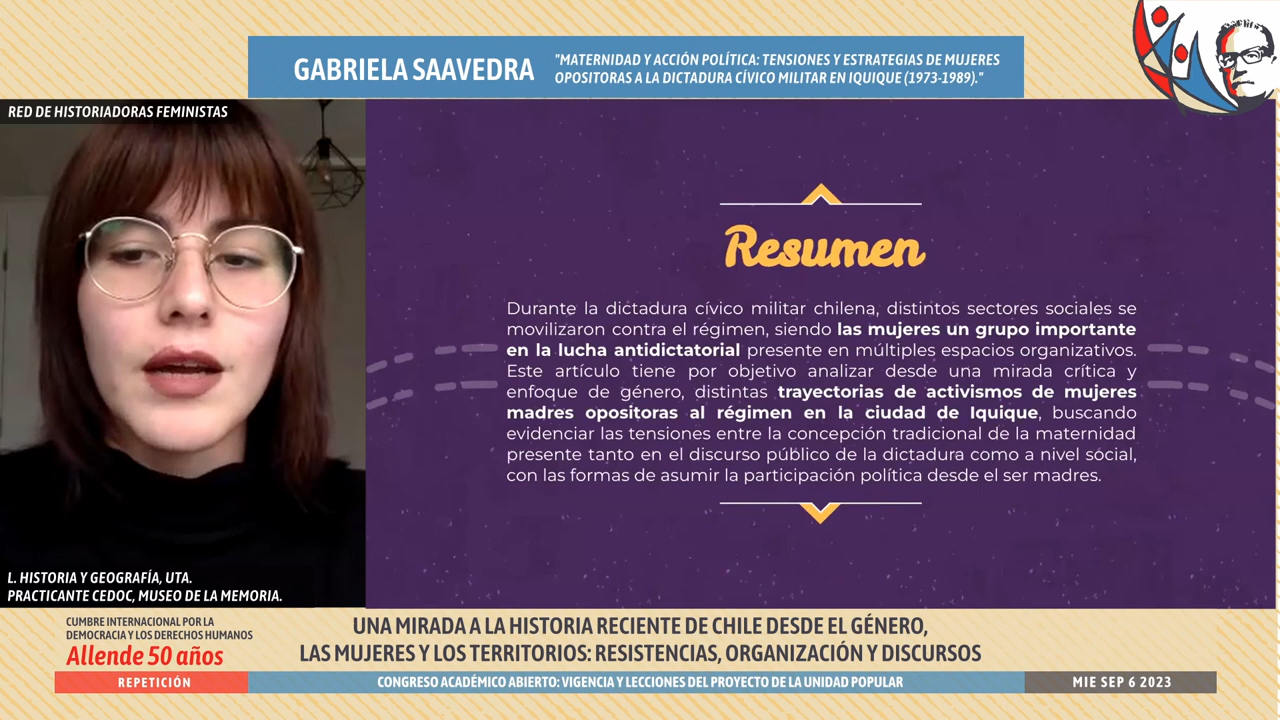 GABRIELA SAAVEDRA
"MATERNIDAD Y ACCIÓN POLÍTICA: TENSIONES Y ESTRATEGIAS DE MUJERES
OPOSITORAS A LA DICTADURA CÍVICO MILITAR EN IQUIQUE (1973-1989)."
RED DE HISTORIADORAS FEMINISTAS
Resumen
Durante la dictadura cívico militar chilena, distintos sectores sociales se
movilizaron contra el régimen, siendo las mujeres un grupo importante
en la lucha antidictatorial presente en múltiples espacios organizativos.
Este artículo tiene por objetivo analizar desde una mirada crítica y
enfoque de género, distintas trayectorias de activismos de mujeres
madres opositoras al régimen en la ciudad de Iquique, buscando
evidenciar las tensiones entre la concepción tradicional de la maternidad
presente tanto en el discurso público de la dictadura como a nivel social,
con las formas de asumir la participación política desde el ser madres.
L. HISTORIA Y GEOGRAFÍA, UTA.
PRACTICANTE CEDOC, MUSEO DE LA MEMORIA.
CUMBRE INTERNACIONAL POR LA
DEMOCRACIA Y LOS DERECHOS HUMANOS
Allende 50 años
UNA MIRADA A LA HISTORIA RECIENTE DE CHILE DESDE EL GÉNERO,
LAS MUJERES Y LOS TERRITORIOS: RESISTENCIAS, ORGANIZACIÓN Y DISCURSOS
REPETICIÓN
CONGRESO ACADÉMICO ABIERTO: VIGENCIA Y LECCIONES DEL PROYECTO DE LA UNIDAD POPULAR
MIE SEP 6 2023